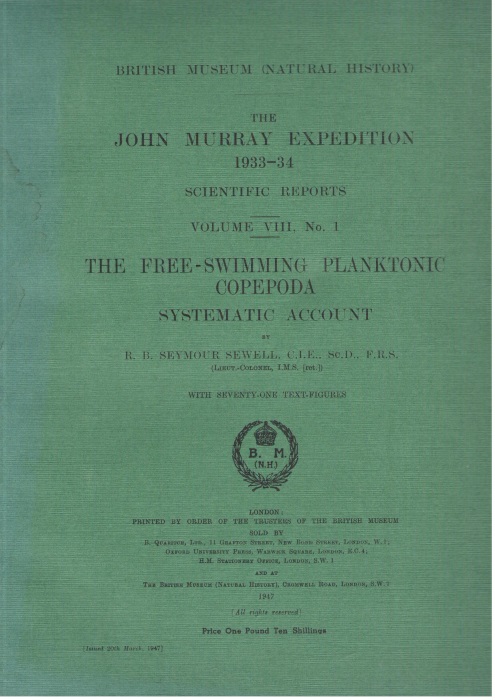 BRITISH MUSEUM (NATURAL HISTORY)
THE
JOHN MURRAY EXPEDITION
1933–34
SCIENTIFIC REPORTS
VOLUME VIII, No. 1
THE FREE-SWIMMING PLANKTONIC
COPEPODA
SYSTEMATIC ACCOUNT
BY
R. B. SEYMOUR SEWELL, C.I.E., Sc.D., F.R.S.
(LIEUT.-COLONEL, I.M.S. [RET.])
WITH SEVENTY-ONE TEXT-FIGURES
B. M.
(N.H.)
LONDON:
PRINTED BY ORDER OF THE TRUSTEES OF THE BRITISH MUSEUM
SOLD BY
B. QUARITCH, LTD., 11 GRAFTON STREET, NEW BOND STREET, LONDON, W.1;
OXFORD UNIVERSITY PRESS, WARWICK SQUARE, LONDON, E.C.4;
H.M. STATIONERY OFFICE, LONDON, S.W.1
AND AT
THE BRITISH MUSEUM (NATURAL HISTORY), CROMWELL ROAD, LONDON, S.W.7
1947
[All rights reserved]
Price One Pound Ten Shillings
[Issued 20th March, 1947]